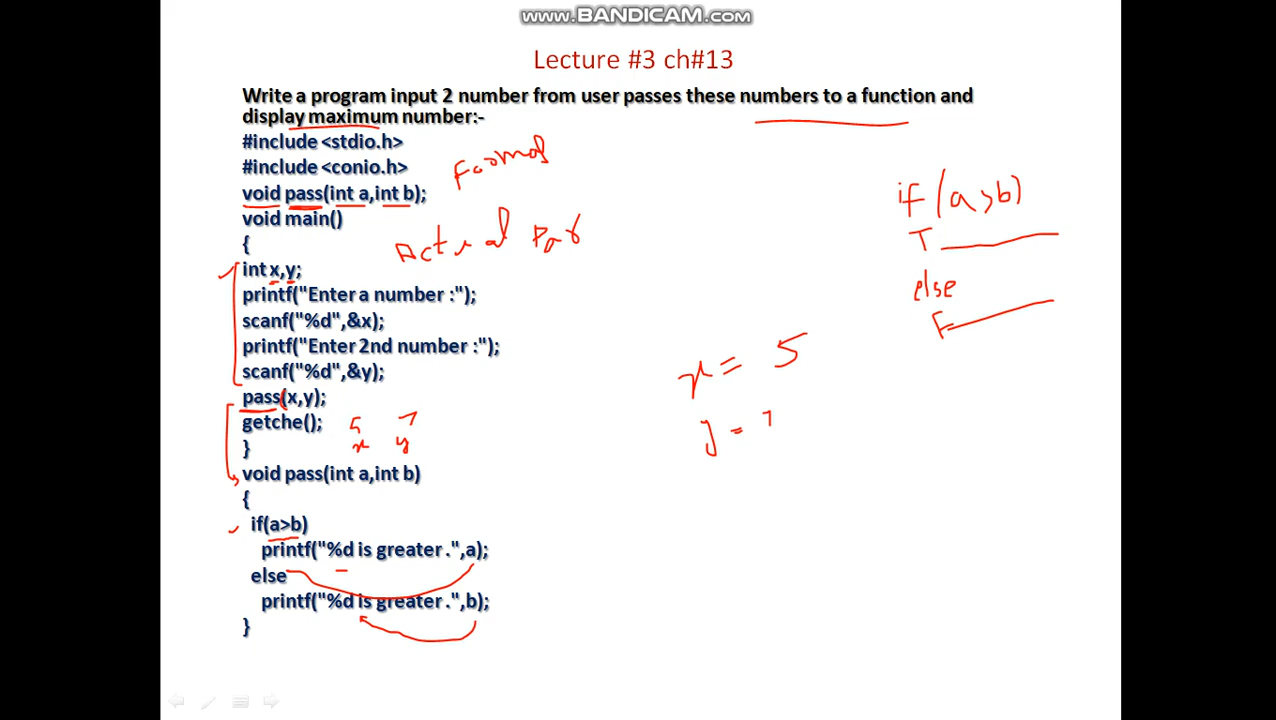 www.BANDICAM.com
Lecture #3 ch#13
Write a program input 2 number from user passes these numbers to a function and
display maximum number:-
#include <stdio.h>
#include <conio.h>
Formal
void pass(int a,int b);
void main()
Actual Par
{
int x,y;
printf("Enter a number :");
scanf("%d",&x);
printf("Enter 2nd number :");
scanf("%d",&y);
pass(x,y);
getche();
5 7
x y
}
void pass(int a,int b)
{
if(a>b)
printf("%d is greater .",a);
else
printf("%d is greater .",b);
}
if (a>b)
T
else
F
x = 5
y = 7